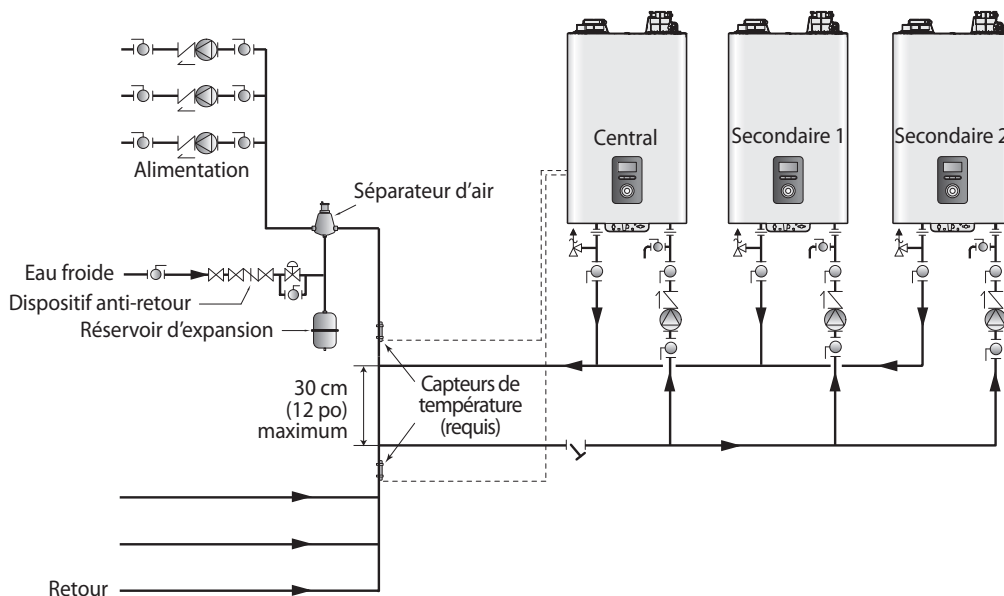 Alimentation
Séparateur d'air
Central
Secondaire 1
Secondaire 2
Eau froide
Dispositif anti-retour
Réservoir d'expansion
30 cm
(12 po)
maximum
Capteurs de
température
(requis)
Retour